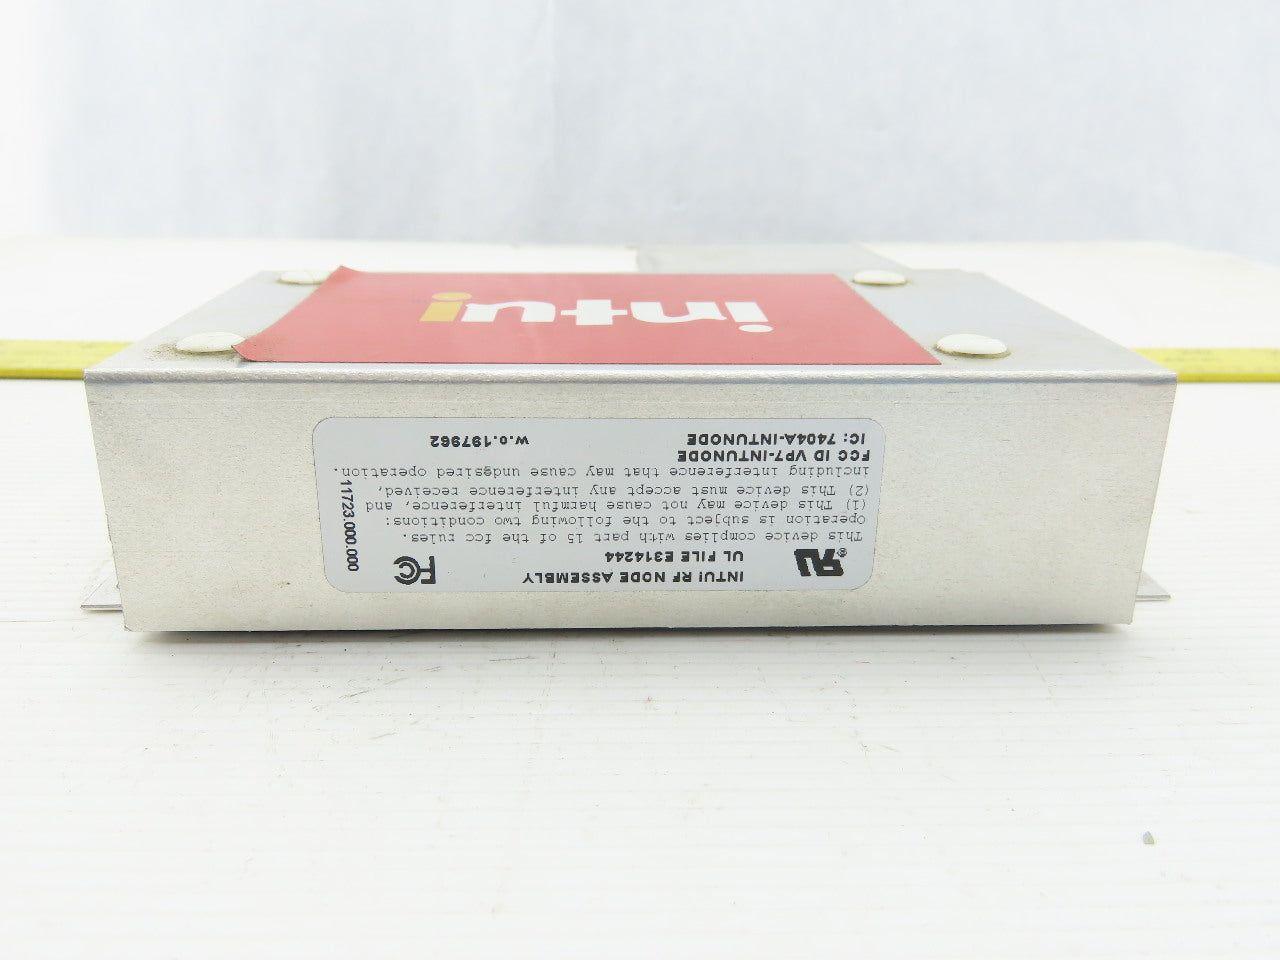 intui
INTUI RF NODE ASSEMBLY
UL FILE E314244
This device complies with part 15 of the fcc rules.
Operation is subject to the following two conditions:
(1) This device may not cause harmful interference, and,
(2) This device must accept any interference received,
including interference that may cause undgsired operation.
FCC ID VP7-INTUNODE
IC: 7404A-INTUNODE
W.o.197962
11723.000.000
FC
RU
®